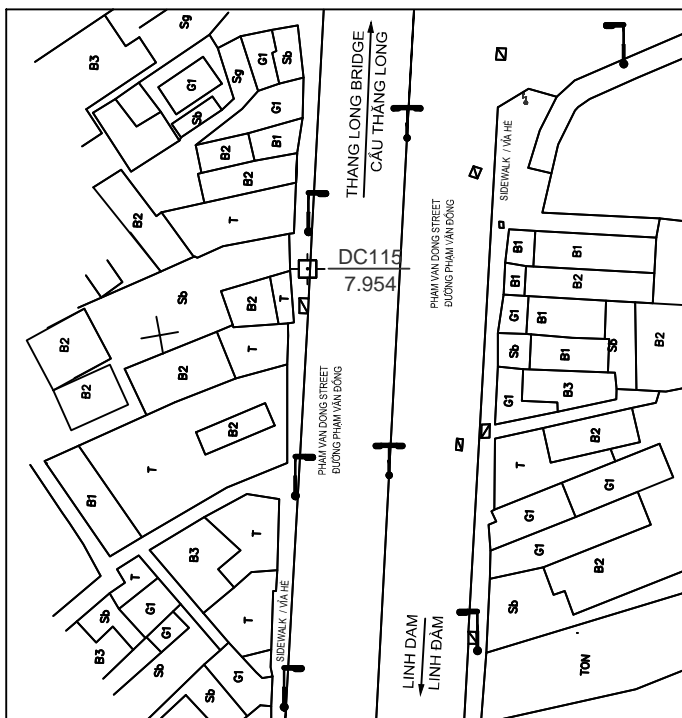 Sg
B3
G1
Sb
Sg
G1
Sb
G1
B1
B2
B2
B2
T
THANG LONG BRIDGE
CẦU THĂNG LONG
SIDEWALK / VỈA HÈ
PHAM VAN DONG STREET
ĐƯỜNG PHẠM VĂN ĐỒNG
DC115
7.954
B1
B1
B1
B2
G1
B1
Sb
B1
Sb
B2
G1
B3
Sb
B2
T
B2
B2
T
B2
B2
PHAM VAN DONG STREET
ĐƯỜNG PHẠM VĂN ĐỒNG
T
B1
B2
T
G1
G1
G1
B2
Sb
TON
B3
T
T
T
Sb
G1
G1
B3
Sb
G1
Sb
SIDEWALK / VỈA HÈ
LINH DAM
LINH ĐÀM